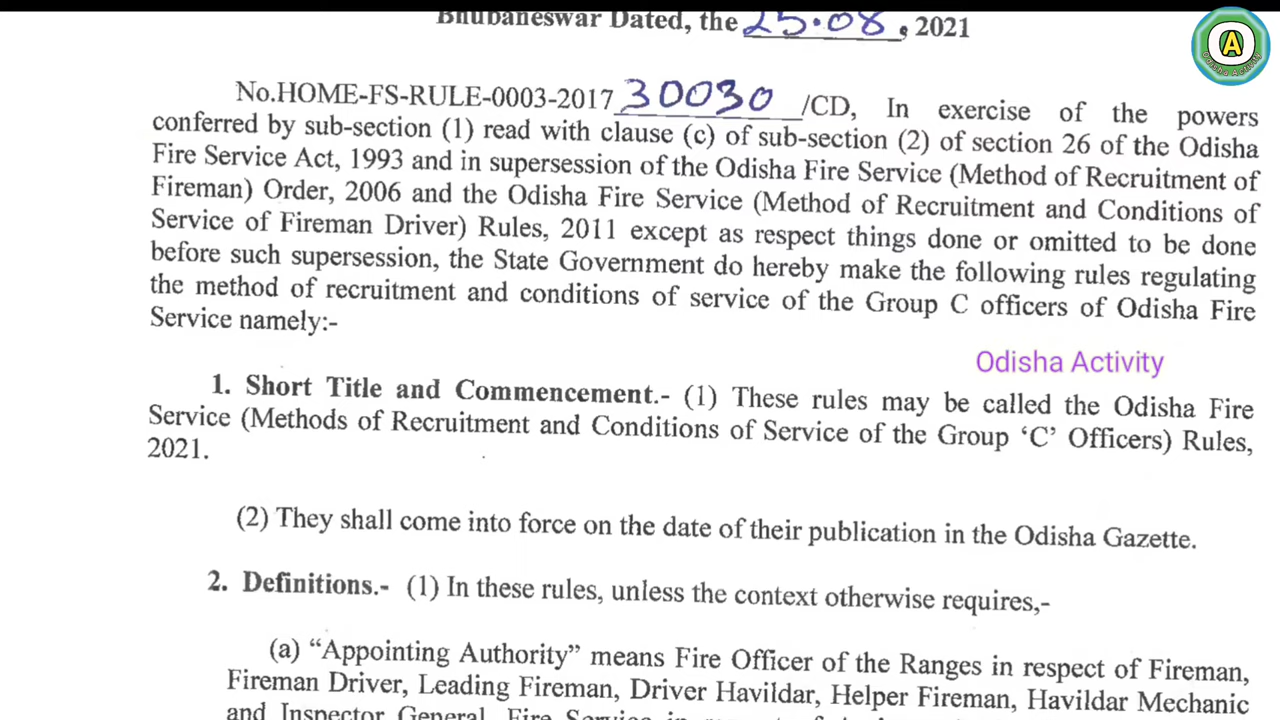 Bhubaneswar Dated, the 25.08, 2021
A
Odisha Activity
No.HOME-FS-RULE-0003-2017 30030 /CD, In exercise of the powers
conferred by sub-section (1) read with clause (c) of sub-section (2) of section 26 of the Odisha
Fire Service Act, 1993 and in supersession of the Odisha Fire Service (Method of Recruitment of
Fireman) Order, 2006 and the Odisha Fire Service (Method of Recruitment and Conditions of
Service of Fireman Driver) Rules, 2011 except as respect things done or omitted to be done
before such supersession, the State Government do hereby make the following rules regulating
the method of recruitment and conditions of service of the Group C officers of Odisha Fire
Service namely:-
Odisha Activity
1. Short Title and Commencement.- (1) These rules may be called the Odisha Fire
Service (Methods of Recruitment and Conditions of Service of the Group ‘C’ Officers) Rules,
2021.
(2) They shall come into force on the date of their publication in the Odisha Gazette.
2. Definitions.- (1) In these rules, unless the context otherwise requires,-
(a) “Appointing Authority” means Fire Officer of the Ranges in respect of Fireman,
Fireman Driver, Leading Fireman, Driver Havildar, Helper Fireman, Havildar Mechanic
and Inspector General, Fire Service in respect of